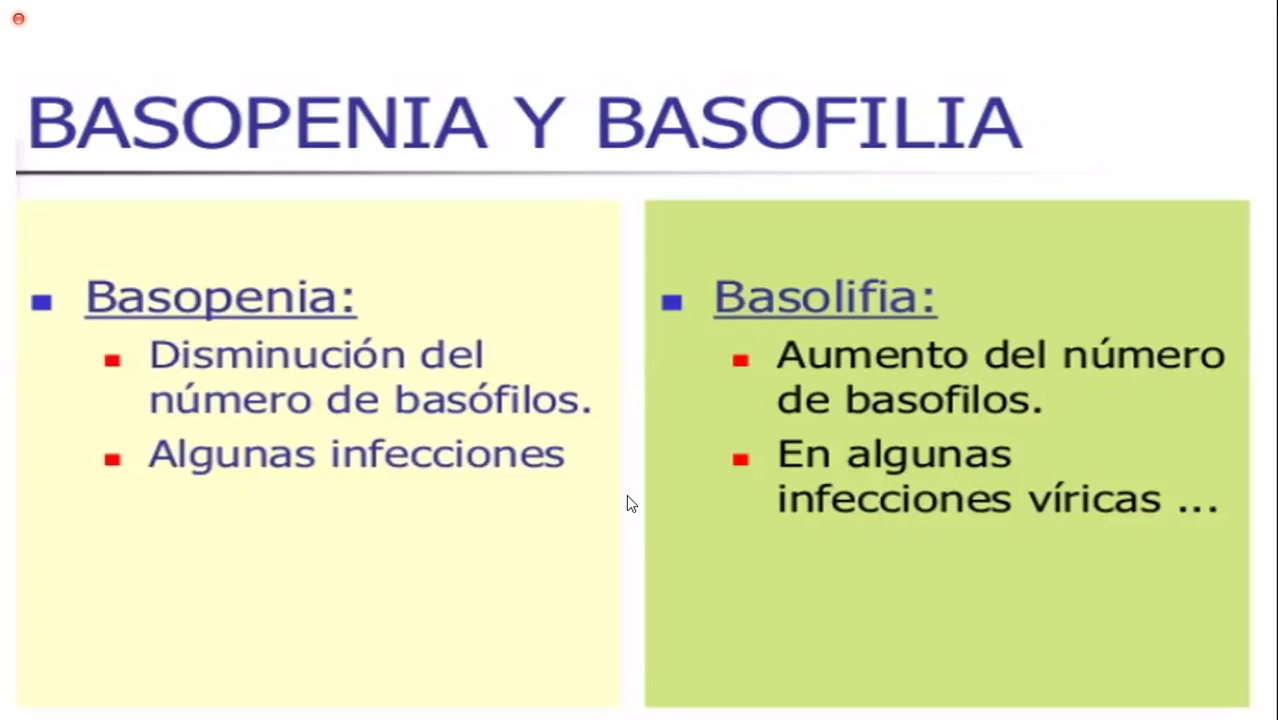 BASOPENIA Y BASOFILIA
Basopenia:
Disminución del
número de basófilos.
Algunas infecciones
Basolifia:
Aumento del número
de basofilos.
En algunas
infecciones víricas ...